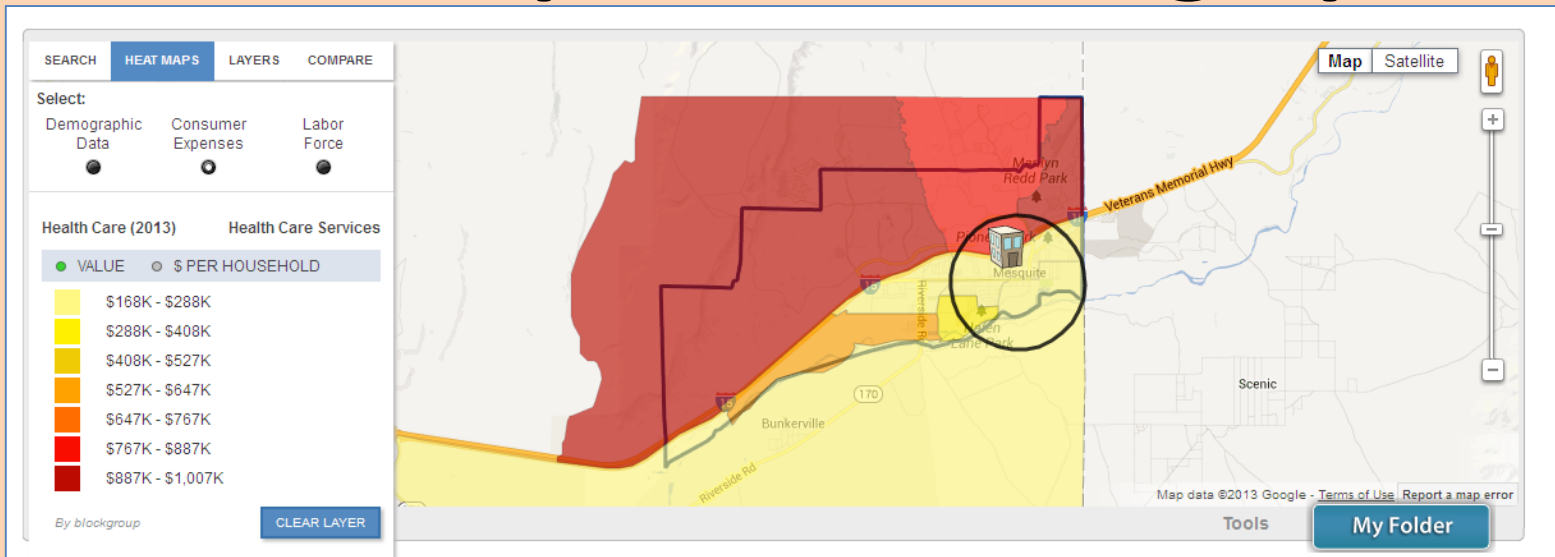 SEARCH HEAT MAPS LAYERS COMPARE
Select:
Demographic Data
Consumer Expenses
Labor Force
Health Care (2013) Health Care Services
VALUE $ PER HOUSEHOLD
$168K - $288K
$288K - $408K
$408K - $527K
$527K - $647K
$647K - $767K
$767K - $887K
$887K - $1,007K
By blockgroup CLEAR LAYER
Map Satellite
Marilyn
Redd Park
Veterans Memorial Hwy
Mesquite
15
Riverside Rd
Lane Park
Scenic
170
15
Bunkerville
Riverside Rd
Map data ©2013 Google - Terms of Use Report a map error
Tools My Folder